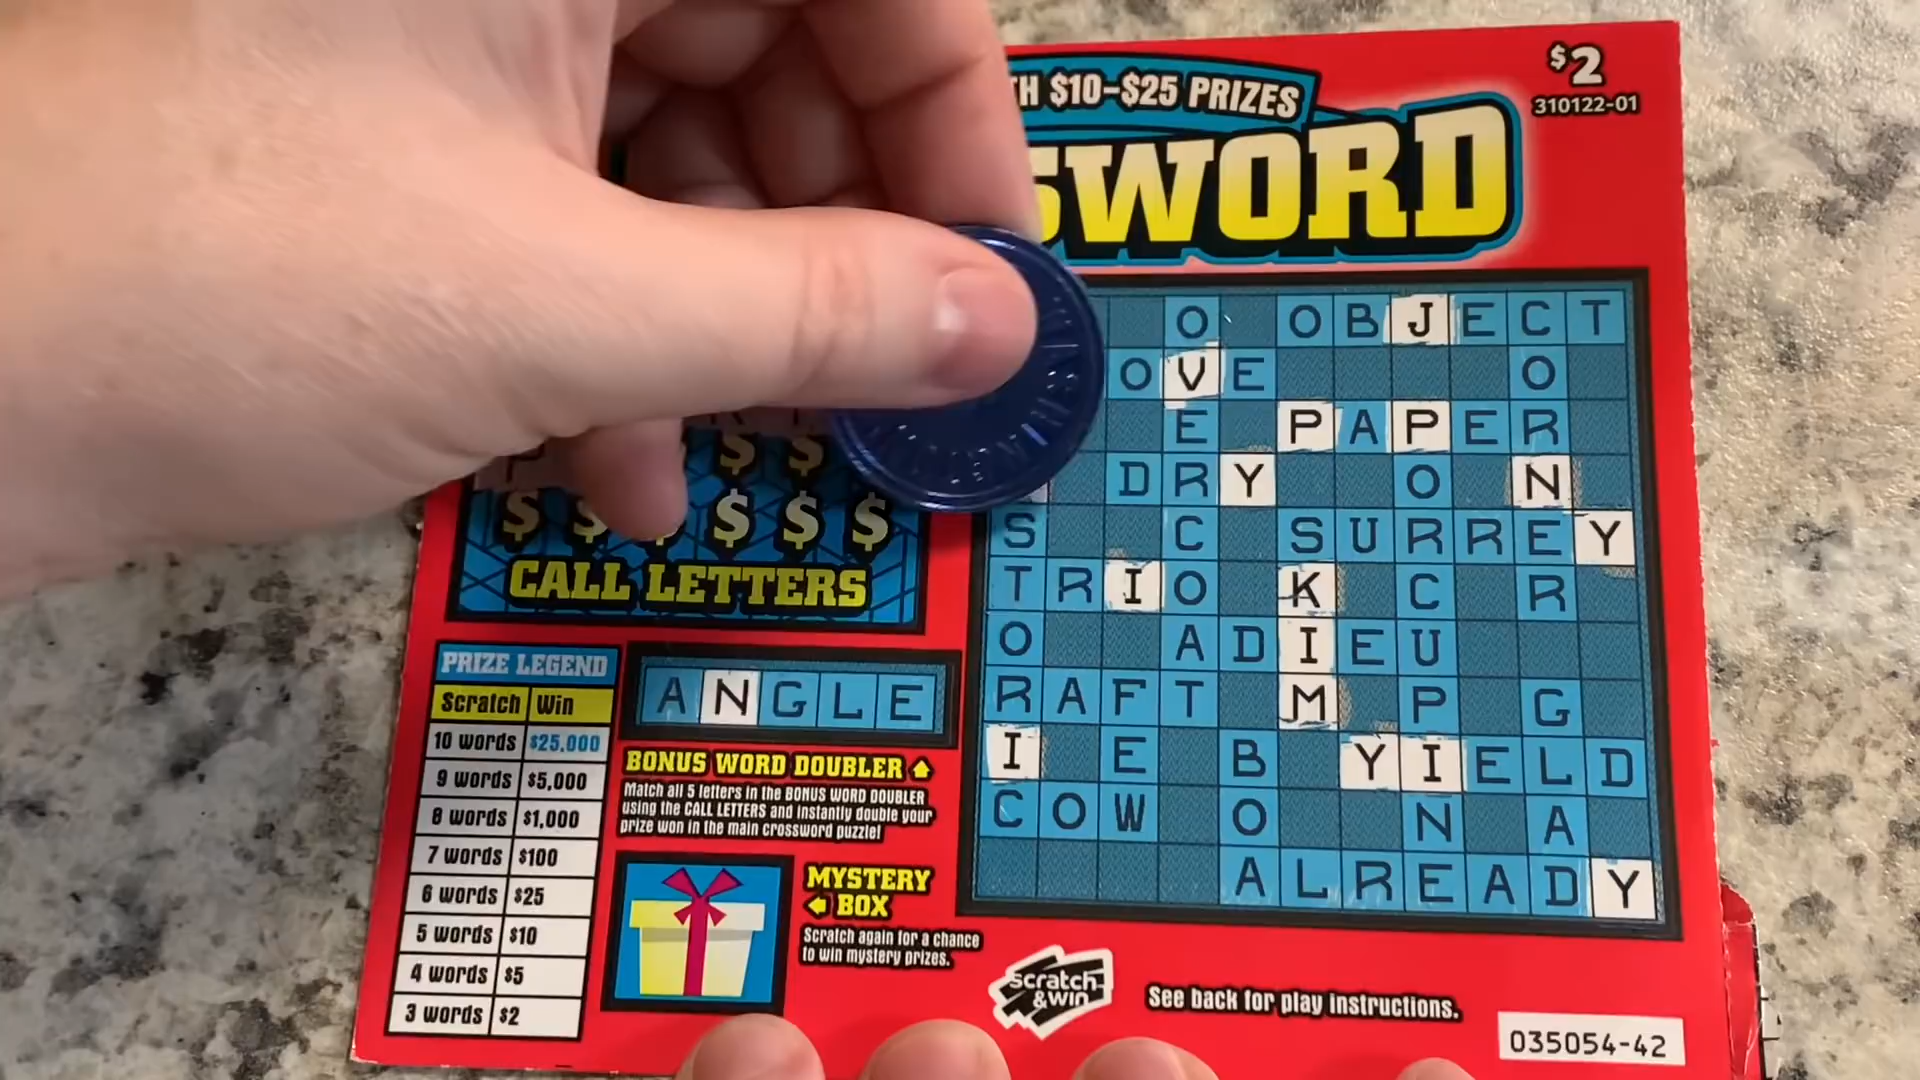 $2
310122-01
$10-$25 PRIZES
WORD
O OBJECT
OVE O
E PAPER
DRY O N
S C SURREY
TRIO K C R
O ADIEU
RAFT M P G
I E B YIELD
COW O N A
ALREADY
$ $
$ $ $ $ $ $
CALL LETTERS
PRIZE LEGEND
Scratch Win
10 words $25,000
9 words $5,000
8 words $1,000
7 words $100
6 words $25
5 words $10
4 words $5
3 words $2
ANGLE
BONUS WORD DOUBLER
Match all 5 letters in the BONUS WORD DOUBLER
using the CALL LETTERS and instantly double your
prize won in the main crossword puzzle!
MYSTERY
BOX
Scratch again for a chance
to win mystery prizes.
Scratch
&WIN
See back for play instructions.
035054-42